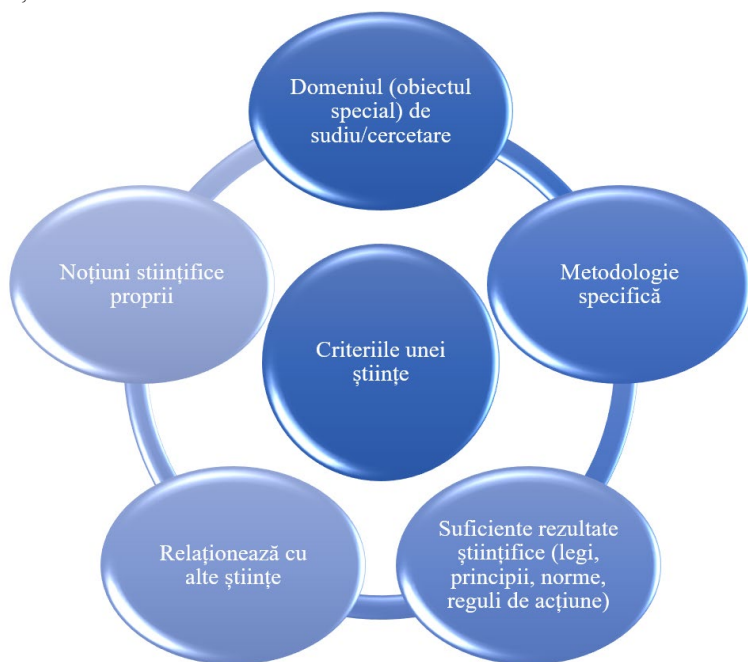 Domeniul (obiectul
special) de
sudiu/cercetare
Metodologie
specifică
Suficiente rezultate
științifice (legi,
principii, norme,
reguli de acțiune)
Relaționează cu
alte științe
Noțiuni stiințifice
proprii
Criteriile unei
științe